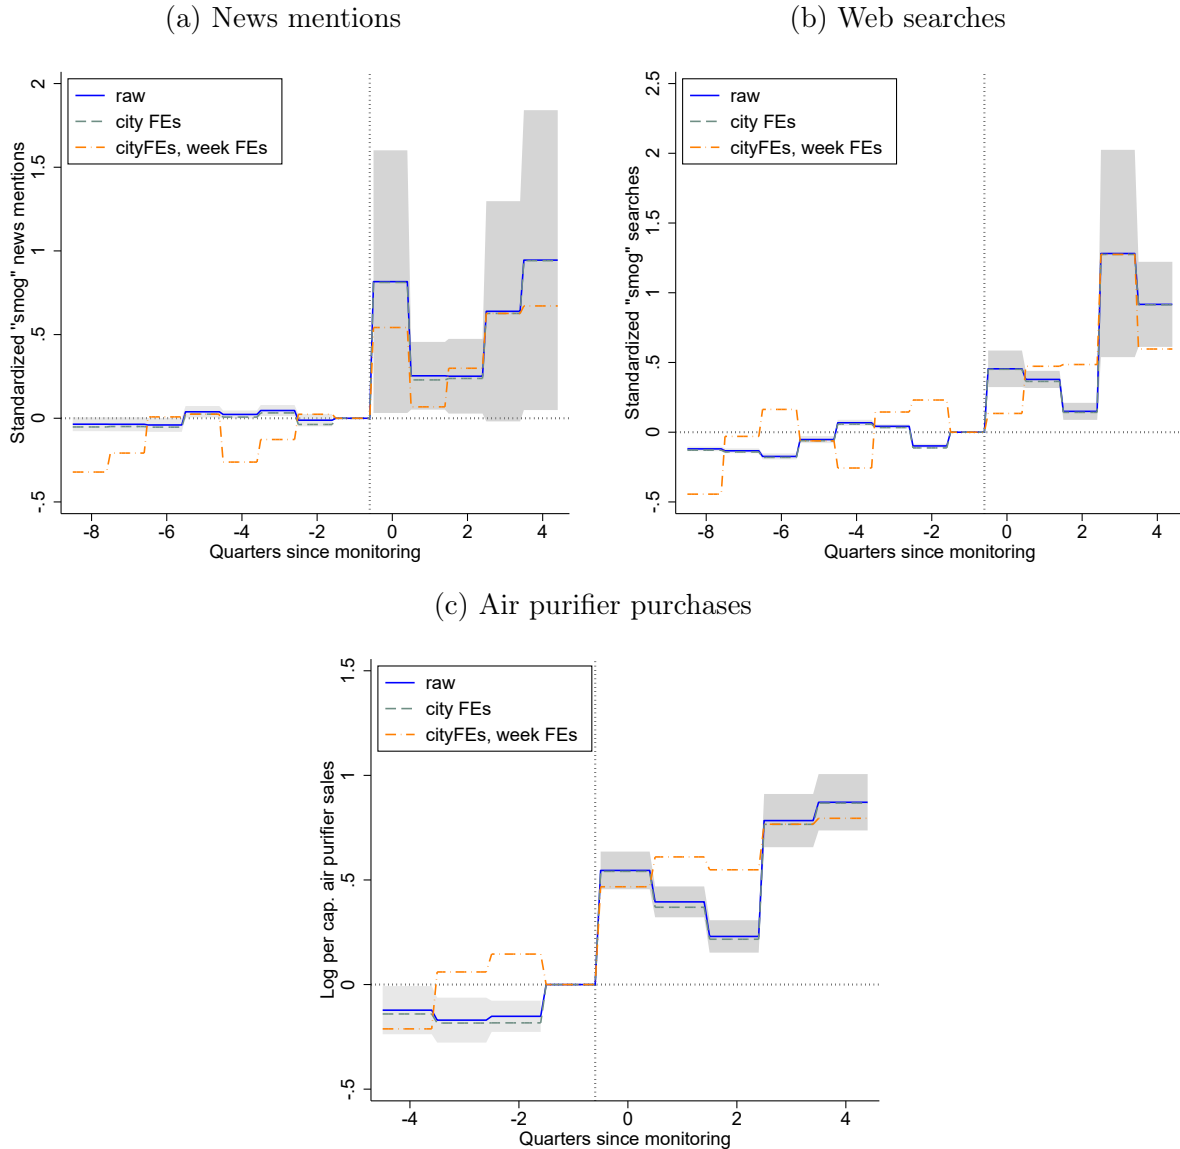 (a) News mentions
Standardized "smog" news mentions
2
1.5
1
.5
0
-.5
raw
city FEs
cityFEs, week FEs
-8 -6 -4 -2 0 2 4
Quarters since monitoring
(b) Web searches
Standardized "smog" searches
2.5
2
1.5
1
.5
0
-.5
raw
city FEs
cityFEs, week FEs
-8 -6 -4 -2 0 2 4
Quarters since monitoring
(c) Air purifier purchases
Log per cap. air purifier sales
1.5
1
.5
0
-.5
raw
city FEs
cityFEs, week FEs
-4 -2 0 2 4
Quarters since monitoring